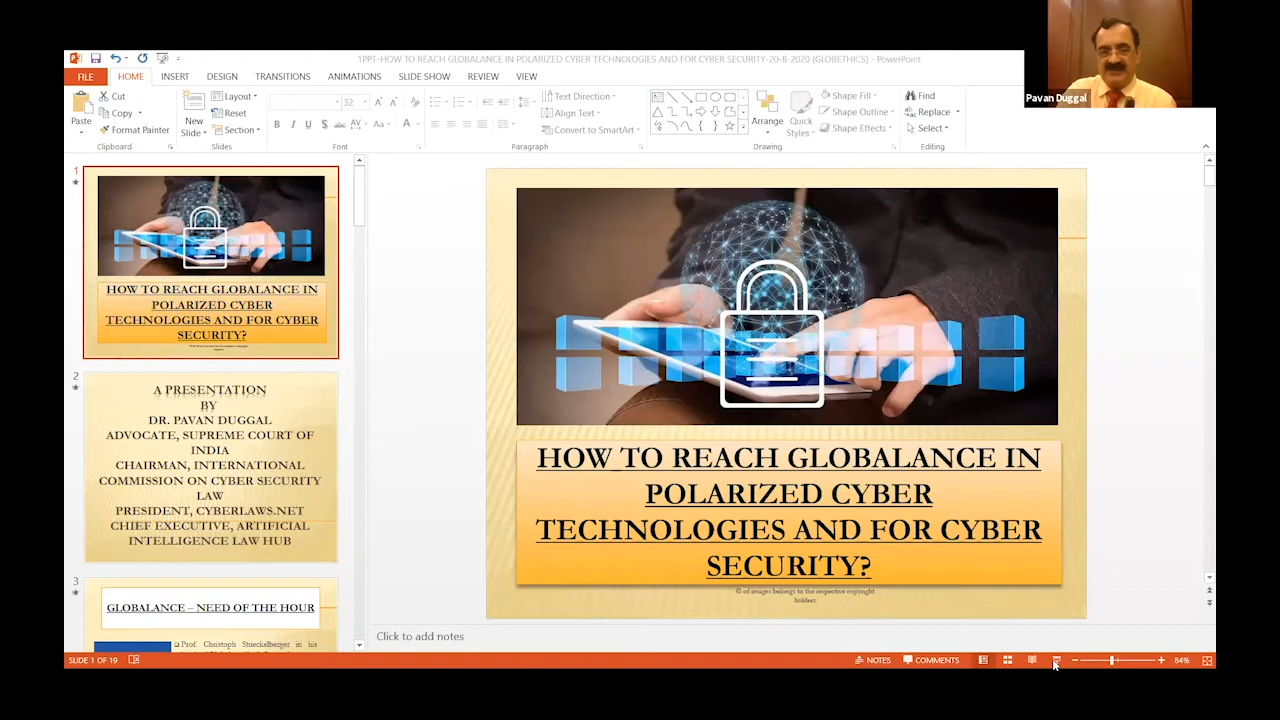 1PPT-HOW TO REACH GLOBALANCE IN POLARIZED CYBER TECHNOLOGIES AND FOR CYBER SECURITY-20-8-2020 (GLOBETHICS) - PowerPoint
Pavan Duggal
FILE HOME INSERT DESIGN TRANSITIONS ANIMATIONS SLIDE SHOW REVIEW VIEW
Paste
Cut
Copy
Format Painter
Clipboard
New
Slide
Layout
Reset
Section
Slides
32
B I U S abc AV Aa A
Font
Text Direction
Align Text
Convert to SmartArt
Paragraph
Arrange
Quick
Styles
Shape Fill
Shape Outline
Shape Effects
Drawing
Find
Replace
Select
Editing
1
HOW TO REACH GLOBALANCE IN
POLARIZED CYBER
TECHNOLOGIES AND FOR CYBER
SECURITY?
2
A PRESENTATION
BY
DR. PAVAN DUGGAL
ADVOCATE, SUPREME COURT OF
INDIA
CHAIRMAN, INTERNATIONAL
COMMISSION ON CYBER SECURITY
LAW
PRESIDENT, CYBERLAWS.NET
CHIEF EXECUTIVE, ARTIFICIAL
INTELLIGENCE LAW HUB
3
GLOBALANCE – NEED OF THE HOUR
Prof. Christoph Stueckelberger in his
HOW TO REACH GLOBALANCE IN
POLARIZED CYBER
TECHNOLOGIES AND FOR CYBER
SECURITY?
© of images belongs to the respective copyright
holders
Click to add notes
SLIDE 1 OF 19
NOTES
COMMENTS
84%